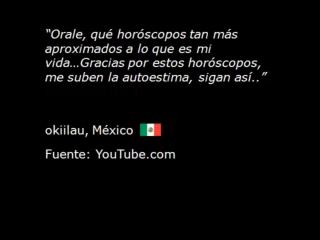 “Orale, qué horóscopos tan más
aproximados a lo que es mi
vida…Gracias por estos horóscopos,
me suben la autoestima, sigan así..”
okiilau, México
Fuente: YouTube.com